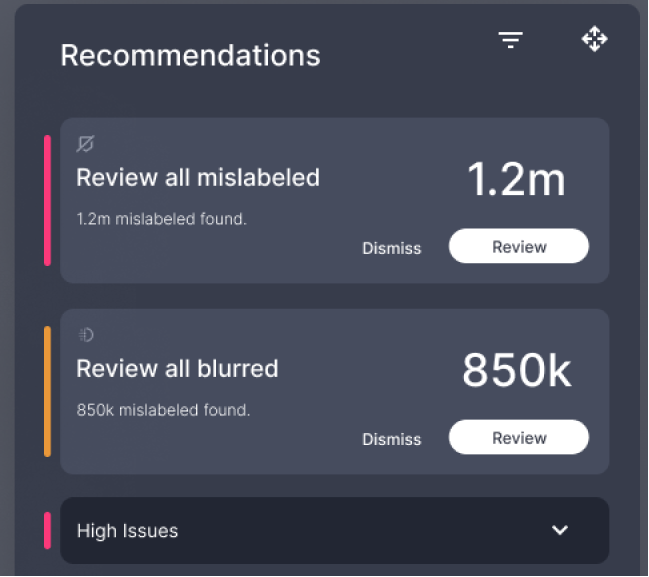 Recommendations
Review all mislabeled
1.2m
1.2m mislabeled found.
Dismiss
Review
Review all blurred
850k
850k mislabeled found.
Dismiss
Review
High Issues